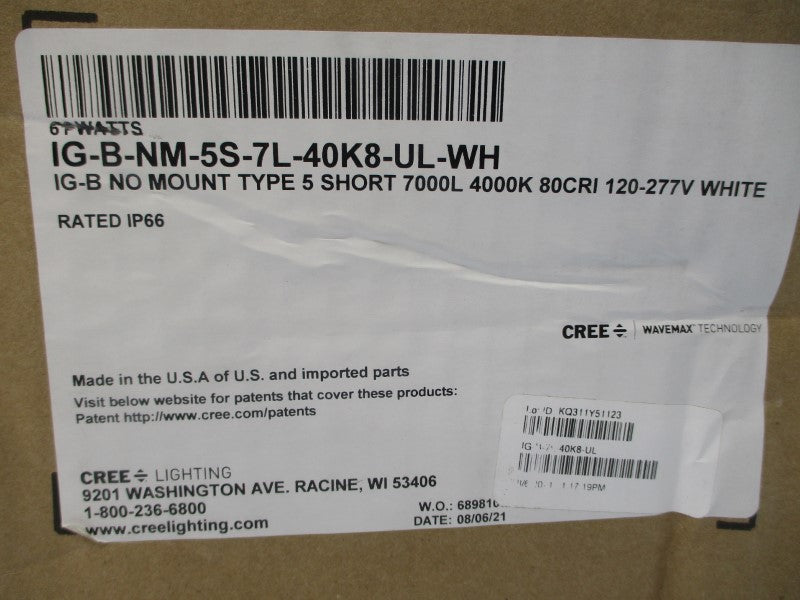 WATTS
IG-B-NM-5S-7L-40K8-UL-WH
IG-B NO MOUNT TYPE 5 SHORT 7000L 4000K 80CRI 120-277V WHITE
RATED IP66
CREE WAVEMAX TECHNOLOGY
Made in the U.S.A of U.S. and imported parts
Visit below website for patents that cover these products:
Patent http://www.cree.com/patents
ID KQ311Y51123
IG 40K8-UL
CREE LIGHTING
9201 WASHINGTON AVE. RACINE, WI 53406
1-800-236-6800
www.creelighting.com
W.O.:
DATE: 08/06/21